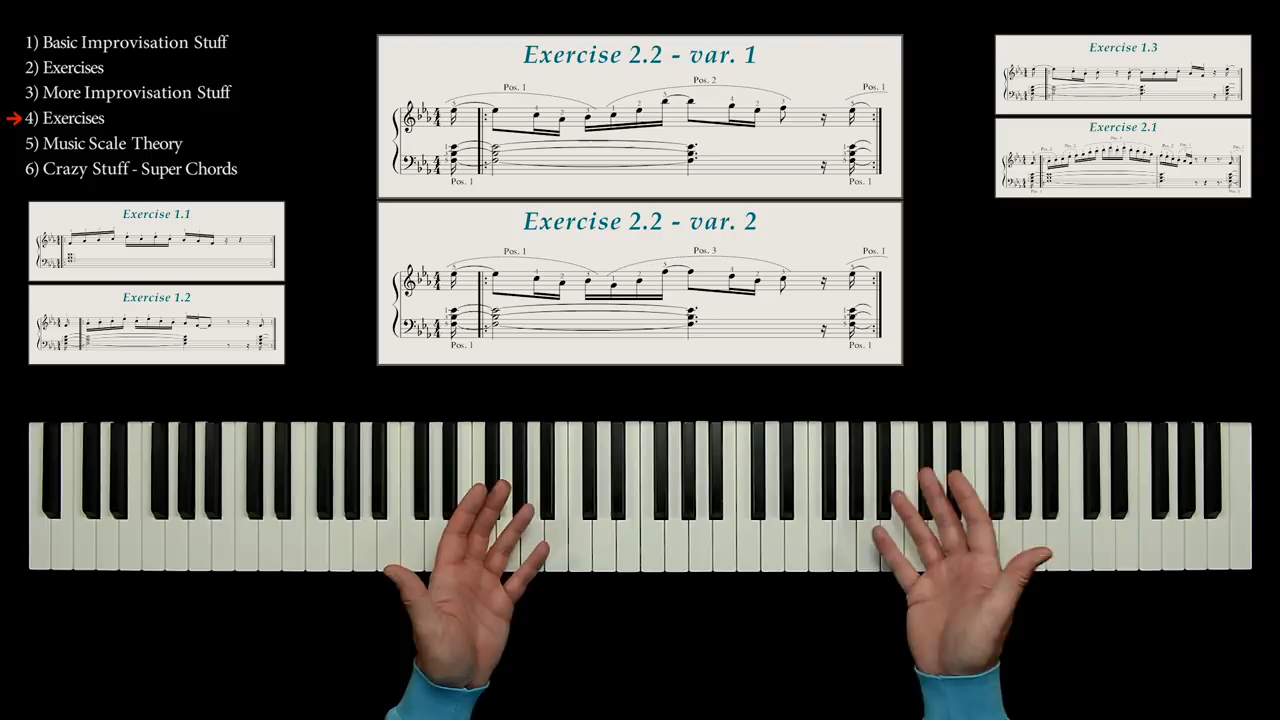 1) Basic Improvisation Stuff
2) Exercises
3) More Improvisation Stuff
4) Exercises
5) Music Scale Theory
6) Crazy Stuff - Super Chords
Exercise 1.1
Exercise 1.2
Exercise 2.2 - var. 1
Pos. 1
Pos. 2
Pos. 1
Pos. 1
Pos. 1
Exercise 2.2 - var. 2
Pos. 1
Pos. 3
Pos. 1
Pos. 1
Pos. 1
Exercise 1.3
Exercise 2.1